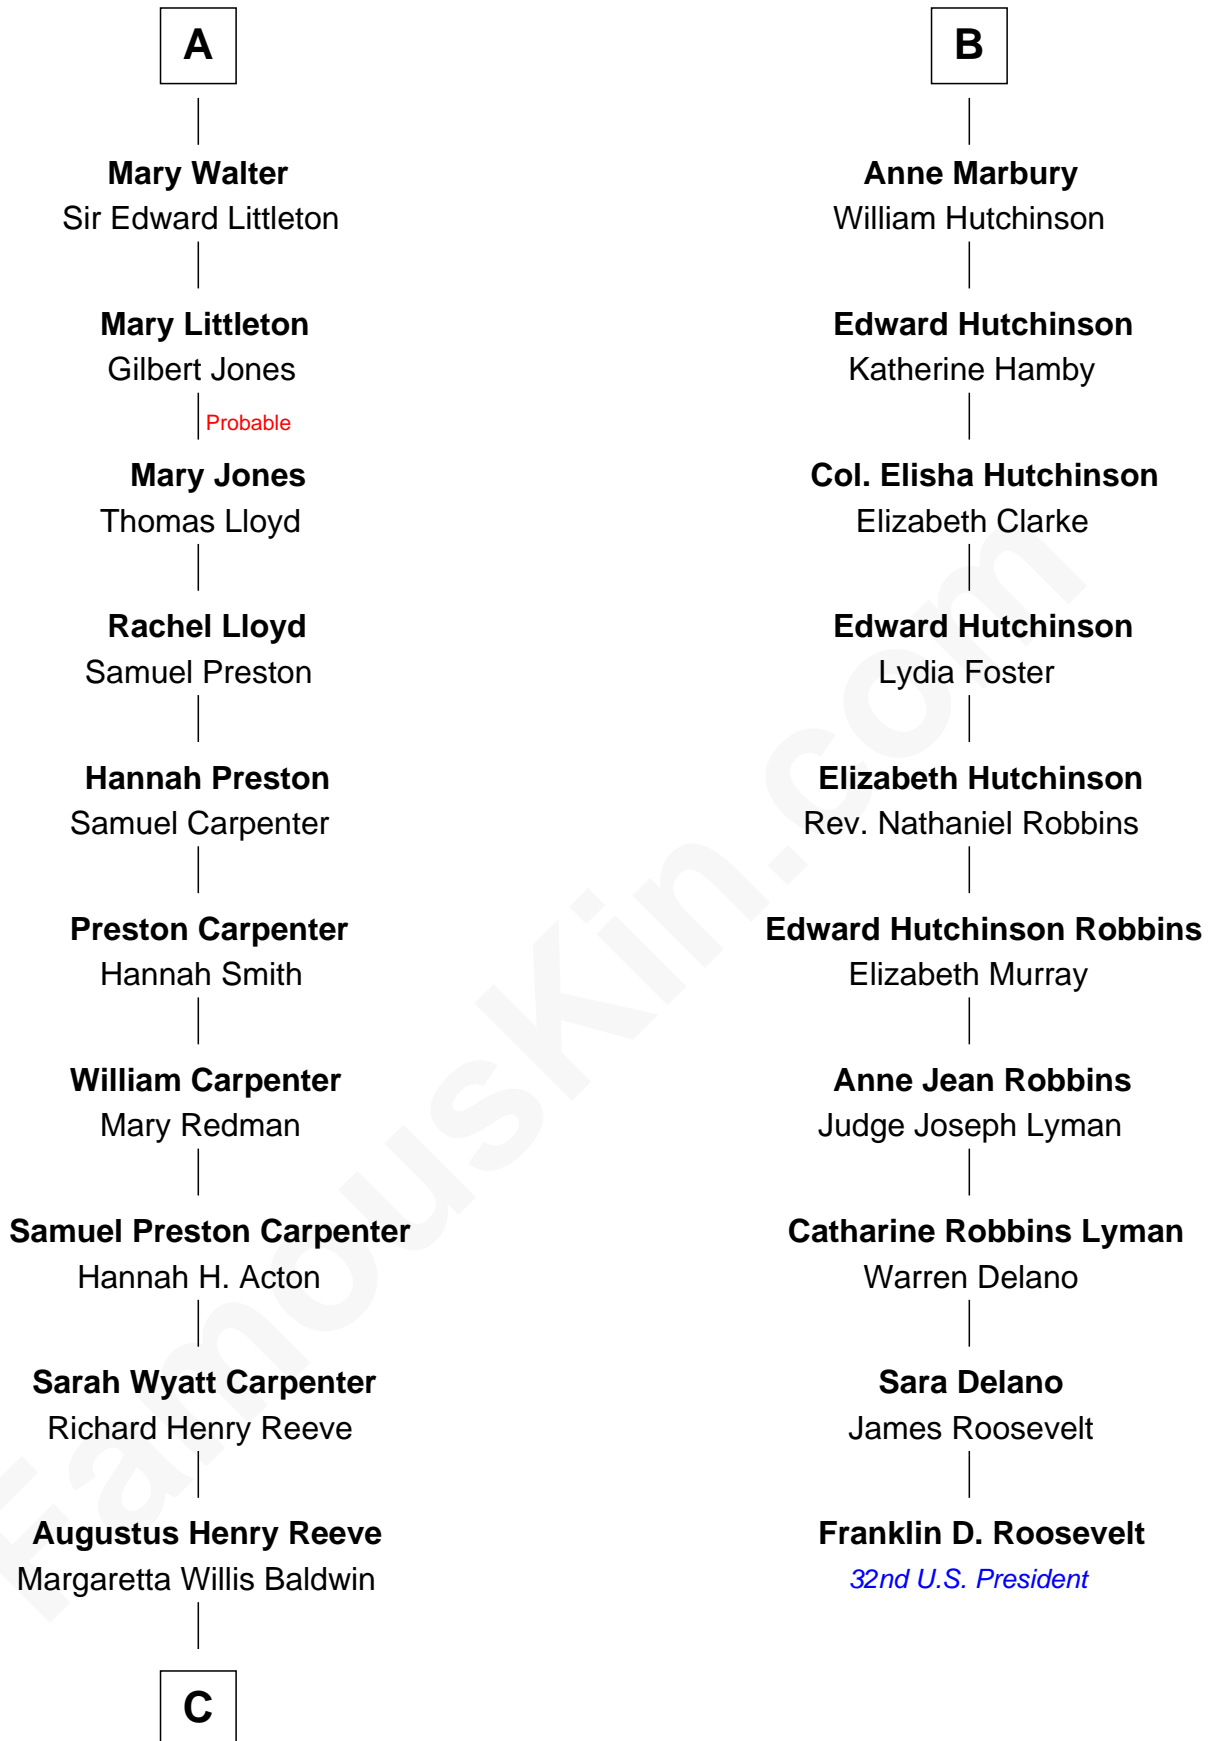 A
Mary Walter
Sir Edward Littleton
Mary Littleton
Gilbert Jones
Probable
Mary Jones
Thomas Lloyd
Rachel Lloyd
Samuel Preston
Hannah Preston
Samuel Carpenter
Preston Carpenter
Hannah Smith
William Carpenter
Mary Redman
Samuel Preston Carpenter
Hannah H. Acton
Sarah Wyatt Carpenter
Richard Henry Reeve
Augustus Henry Reeve
Margaretta Willis Baldwin
C
B
Anne Marbury
William Hutchinson
Edward Hutchinson
Katherine Hamby
Col. Elisha Hutchinson
Elizabeth Clarke
Edward Hutchinson
Lydia Foster
Elizabeth Hutchinson
Rev. Nathaniel Robbins
Edward Hutchinson Robbins
Elizabeth Murray
Anne Jean Robbins
Judge Joseph Lyman
Catharine Robbins Lyman
Warren Delano
Sara Delano
James Roosevelt
Franklin D. Roosevelt
32nd U.S. President
FamousKin.com